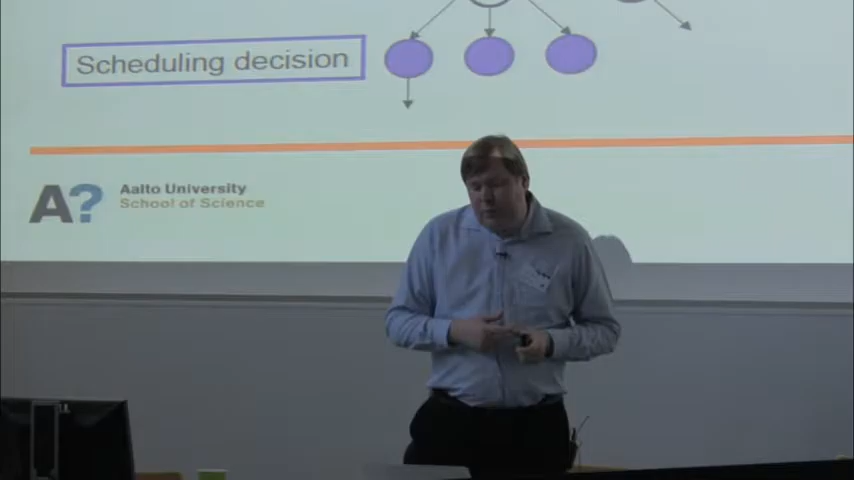 Scheduling decision
A?
Aalto University
School of Science